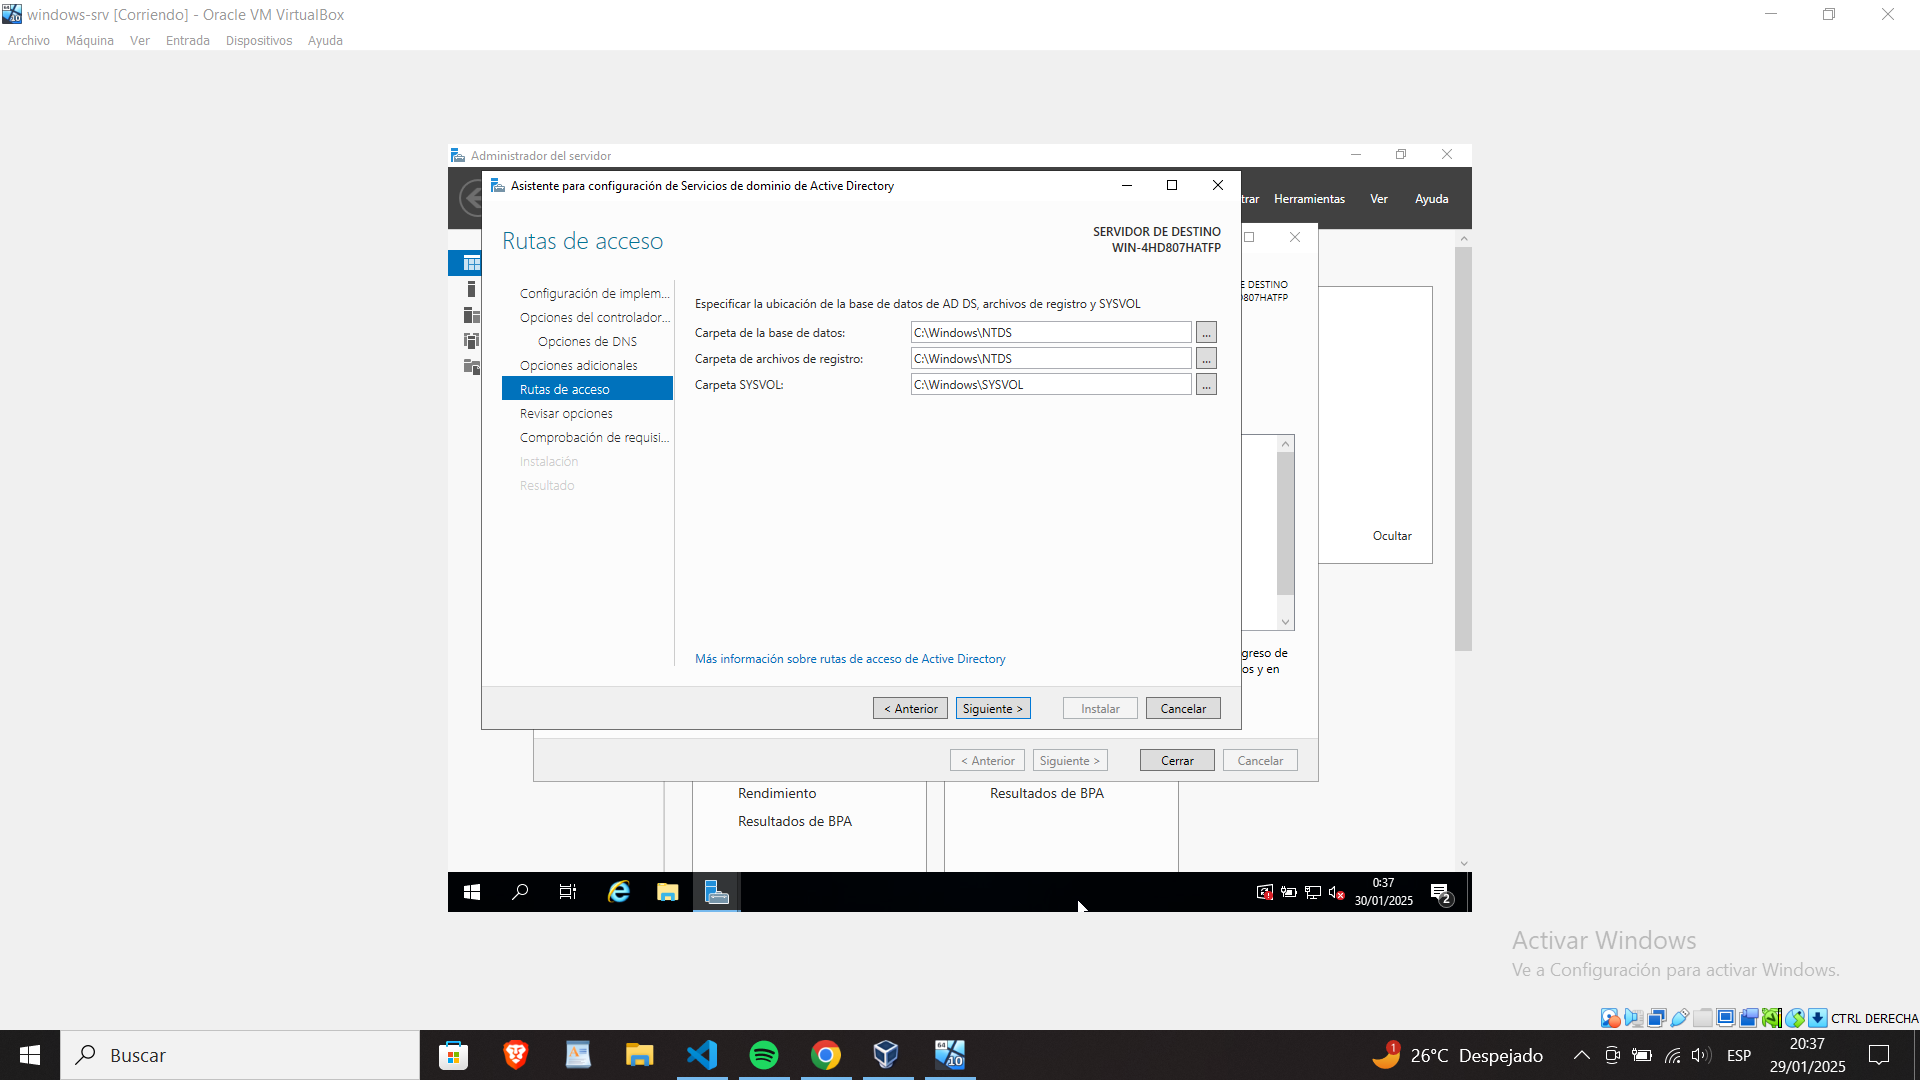 windows-srv [Corriendo] - Oracle VM VirtualBox
Archivo Máquina Ver Entrada Dispositivos Ayuda
Administrador del servidor
Asistente para configuración de Servicios de dominio de Active Directory
trar Herramientas Ver Ayuda
Rutas de acceso
SERVIDOR DE DESTINO
WIN-4HD807HATFP
E DESTINO
807HATFP
Configuración de implem...
Opciones del controlador...
Opciones de DNS
Opciones adicionales
Rutas de acceso
Revisar opciones
Comprobación de requisi...
Instalación
Resultado
Especificar la ubicación de la base de datos de AD DS, archivos de registro y SYSVOL
Carpeta de la base de datos: C:\Windows\NTDS ...
Carpeta de archivos de registro: C:\Windows\NTDS ...
Carpeta SYSVOL: C:\Windows\SYSVOL ...
Ocultar
greso de
os y en
Más información sobre rutas de acceso de Active Directory
< Anterior Siguiente > Instalar Cancelar
< Anterior Siguiente > Cerrar Cancelar
Rendimiento
Resultados de BPA
Resultados de BPA
0:37
30/01/2025
2
Activar Windows
Ve a Configuración para activar Windows.
CTRL DERECHA
Buscar
64
10
1
26°C Despejado
ESP
20:37
29/01/2025